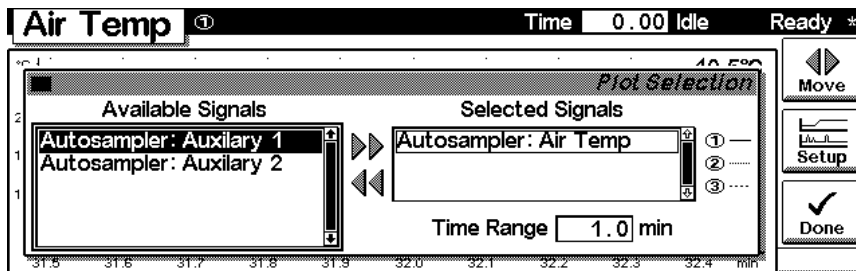 Air Temp ① Time 0.00 Idle Ready *
Plot Selection
Available Signals
Autosampler: Auxilary 1
Autosampler: Auxilary 2
Selected Signals
Autosampler: Air Temp
①
②
③
Time Range 1.0 min
31.5 31.6 31.7 31.8 31.9 32.0 32.1 32.2 32.3 32.4 min
Move
Setup
Done